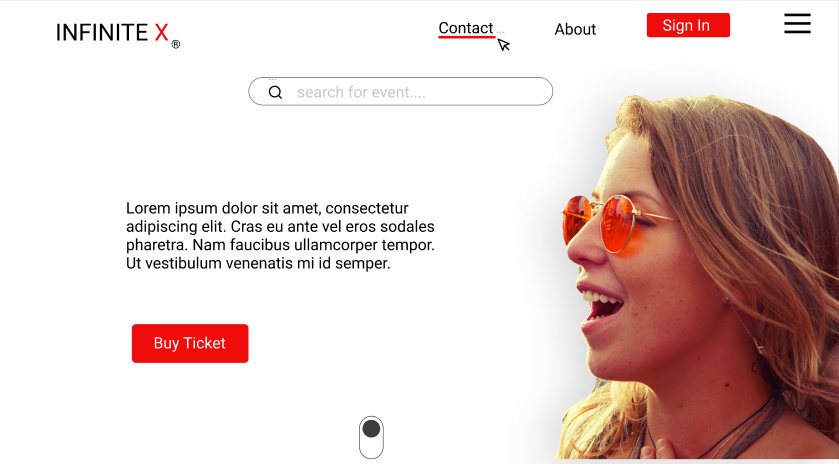 INFINITE X ®
Contact ...
About
Sign In
...
search for event....
Lorem ipsum dolor sit amet, consectetur
adipiscing elit. Cras eu ante vel eros sodales
pharetra. Nam faucibus ullamcorper tempor.
Ut vestibulum venenatis mi id semper.
Buy Ticket